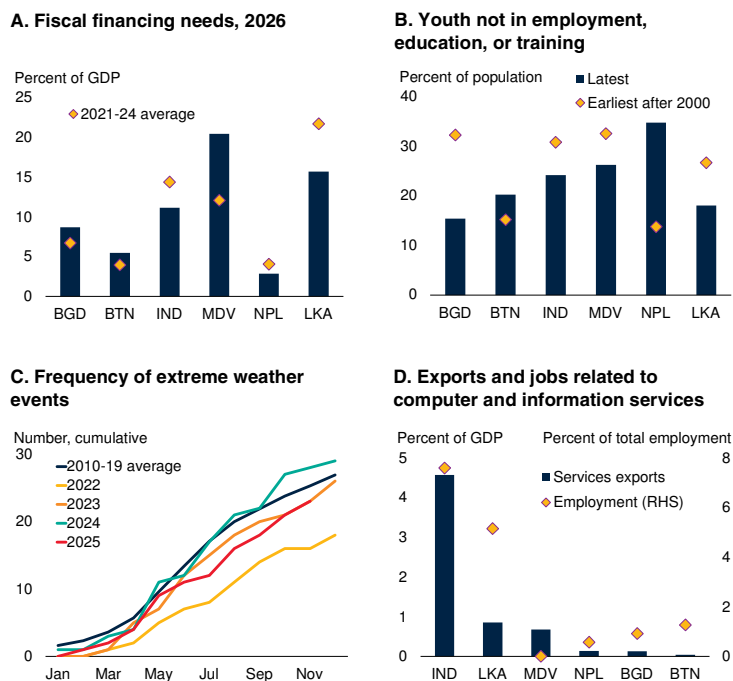 A. Fiscal financing needs, 2026
Percent of GDP
25
20
15
10
5
0
2021-24 average
BGD BTN IND MDV NPL LKA
B. Youth not in employment,
education, or training
Percent of population
Latest
Earliest after 2000
40
30
20
10
0
BGD BTN IND MDV NPL LKA
C. Frequency of extreme weather
events
Number, cumulative
30
20
10
0
2010-19 average
2022
2023
2024
2025
Jan Mar May Jul Sep Nov
D. Exports and jobs related to
computer and information services
Percent of GDP Percent of total employment
5
4
3
2
1
0
Services exports
Employment (RHS)
8
6
4
2
0
IND LKA MDV NPL BGD BTN